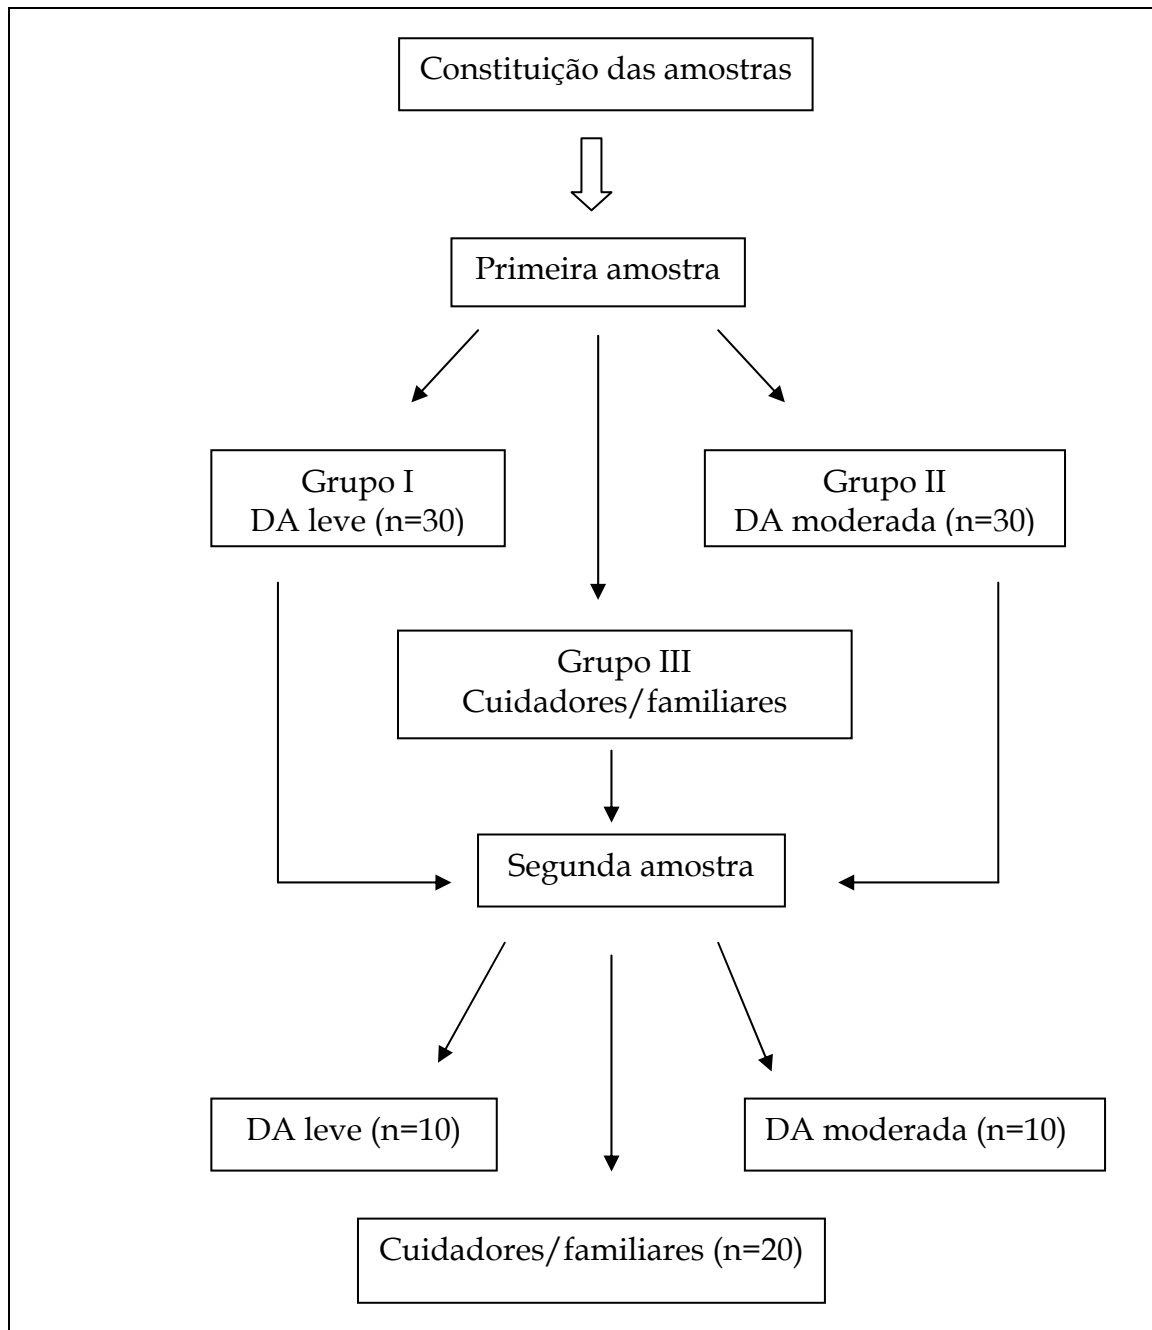 Constituição das amostras
Primeira amostra
Grupo I
DA leve (n=30)
Grupo II
DA moderada (n=30)
Grupo III
Cuidadores/familiares
Segunda amostra
DA leve (n=10)
DA moderada (n=10)
Cuidadores/familiares (n=20)